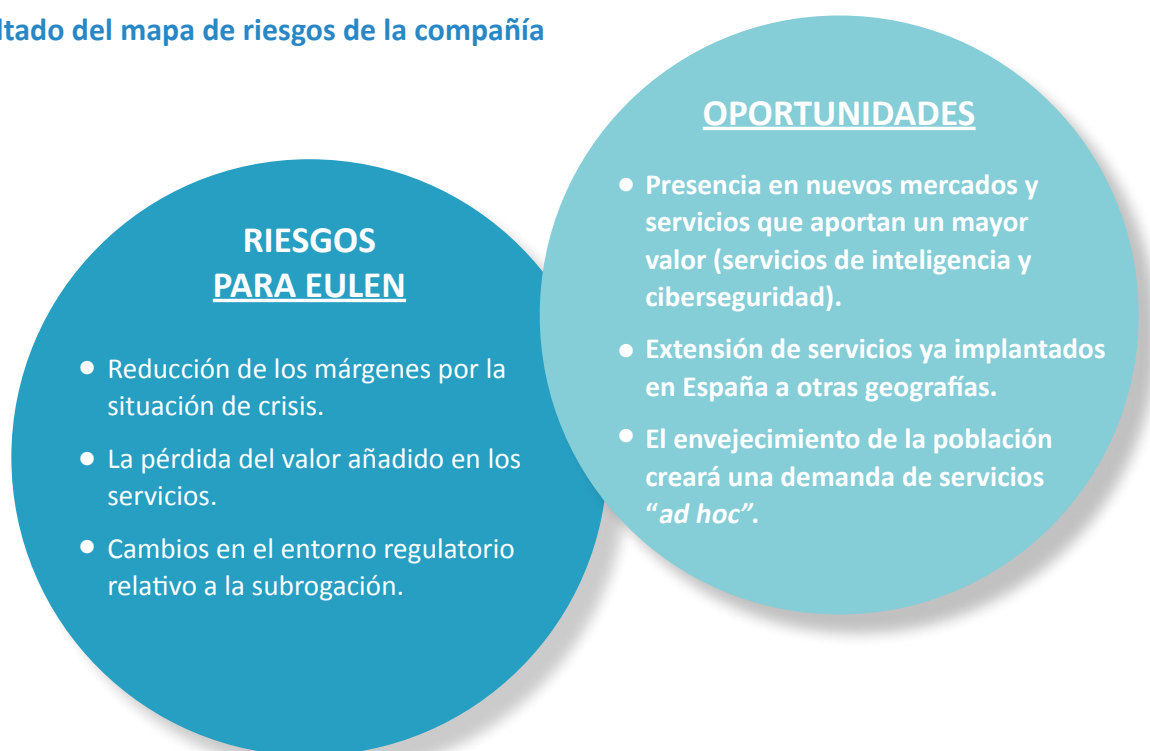 ltado del mapa de riesgos de la compañía
RIESGOS
PARA EULEN
• Reducción de los márgenes por la
situación de crisis.
• La pérdida del valor añadido en los
servicios.
• Cambios en el entorno regulatorio
relativo a la subrogación.
OPORTUNIDADES
• Presencia en nuevos mercados y
servicios que aportan un mayor
valor (servicios de inteligencia y
ciberseguridad).
• Extensión de servicios ya implantados
en España a otras geografías.
• El envejecimiento de la población
creará una demanda de servicios
“ad hoc”.